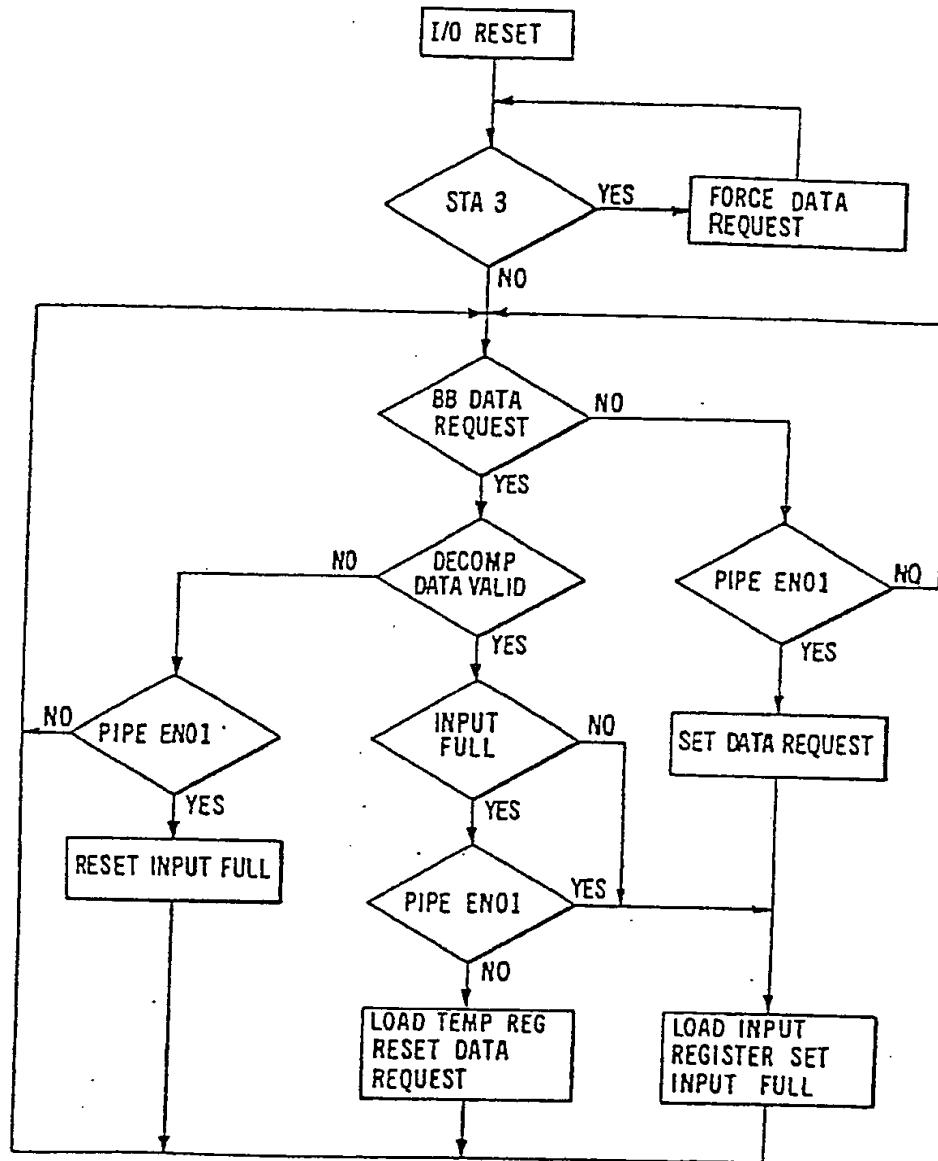 I/O RESET
STA 3
YES
FORCE DATA
REQUEST
NO
BB DATA
REQUEST
NO
YES
DECOMP
DATA VALID
NO
YES
PIPE EN01
NO
YES
PIPE EN01
NO
YES
INPUT
FULL
NO
YES
SET DATA REQUEST
RESET INPUT FULL
PIPE EN01
YES
NO
LOAD TEMP REG
RESET DATA
REQUEST
LOAD INPUT
REGISTER SET
INPUT FULL